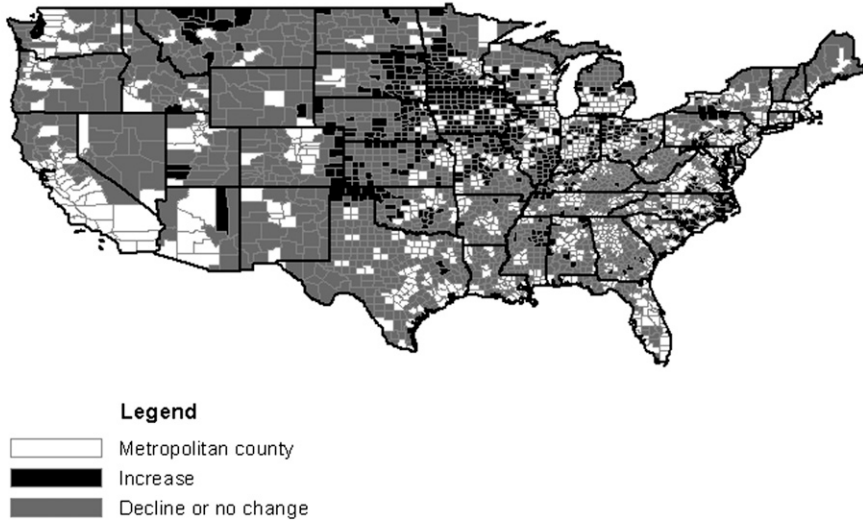 Legend
Metropolitan county
Increase
Decline or no change